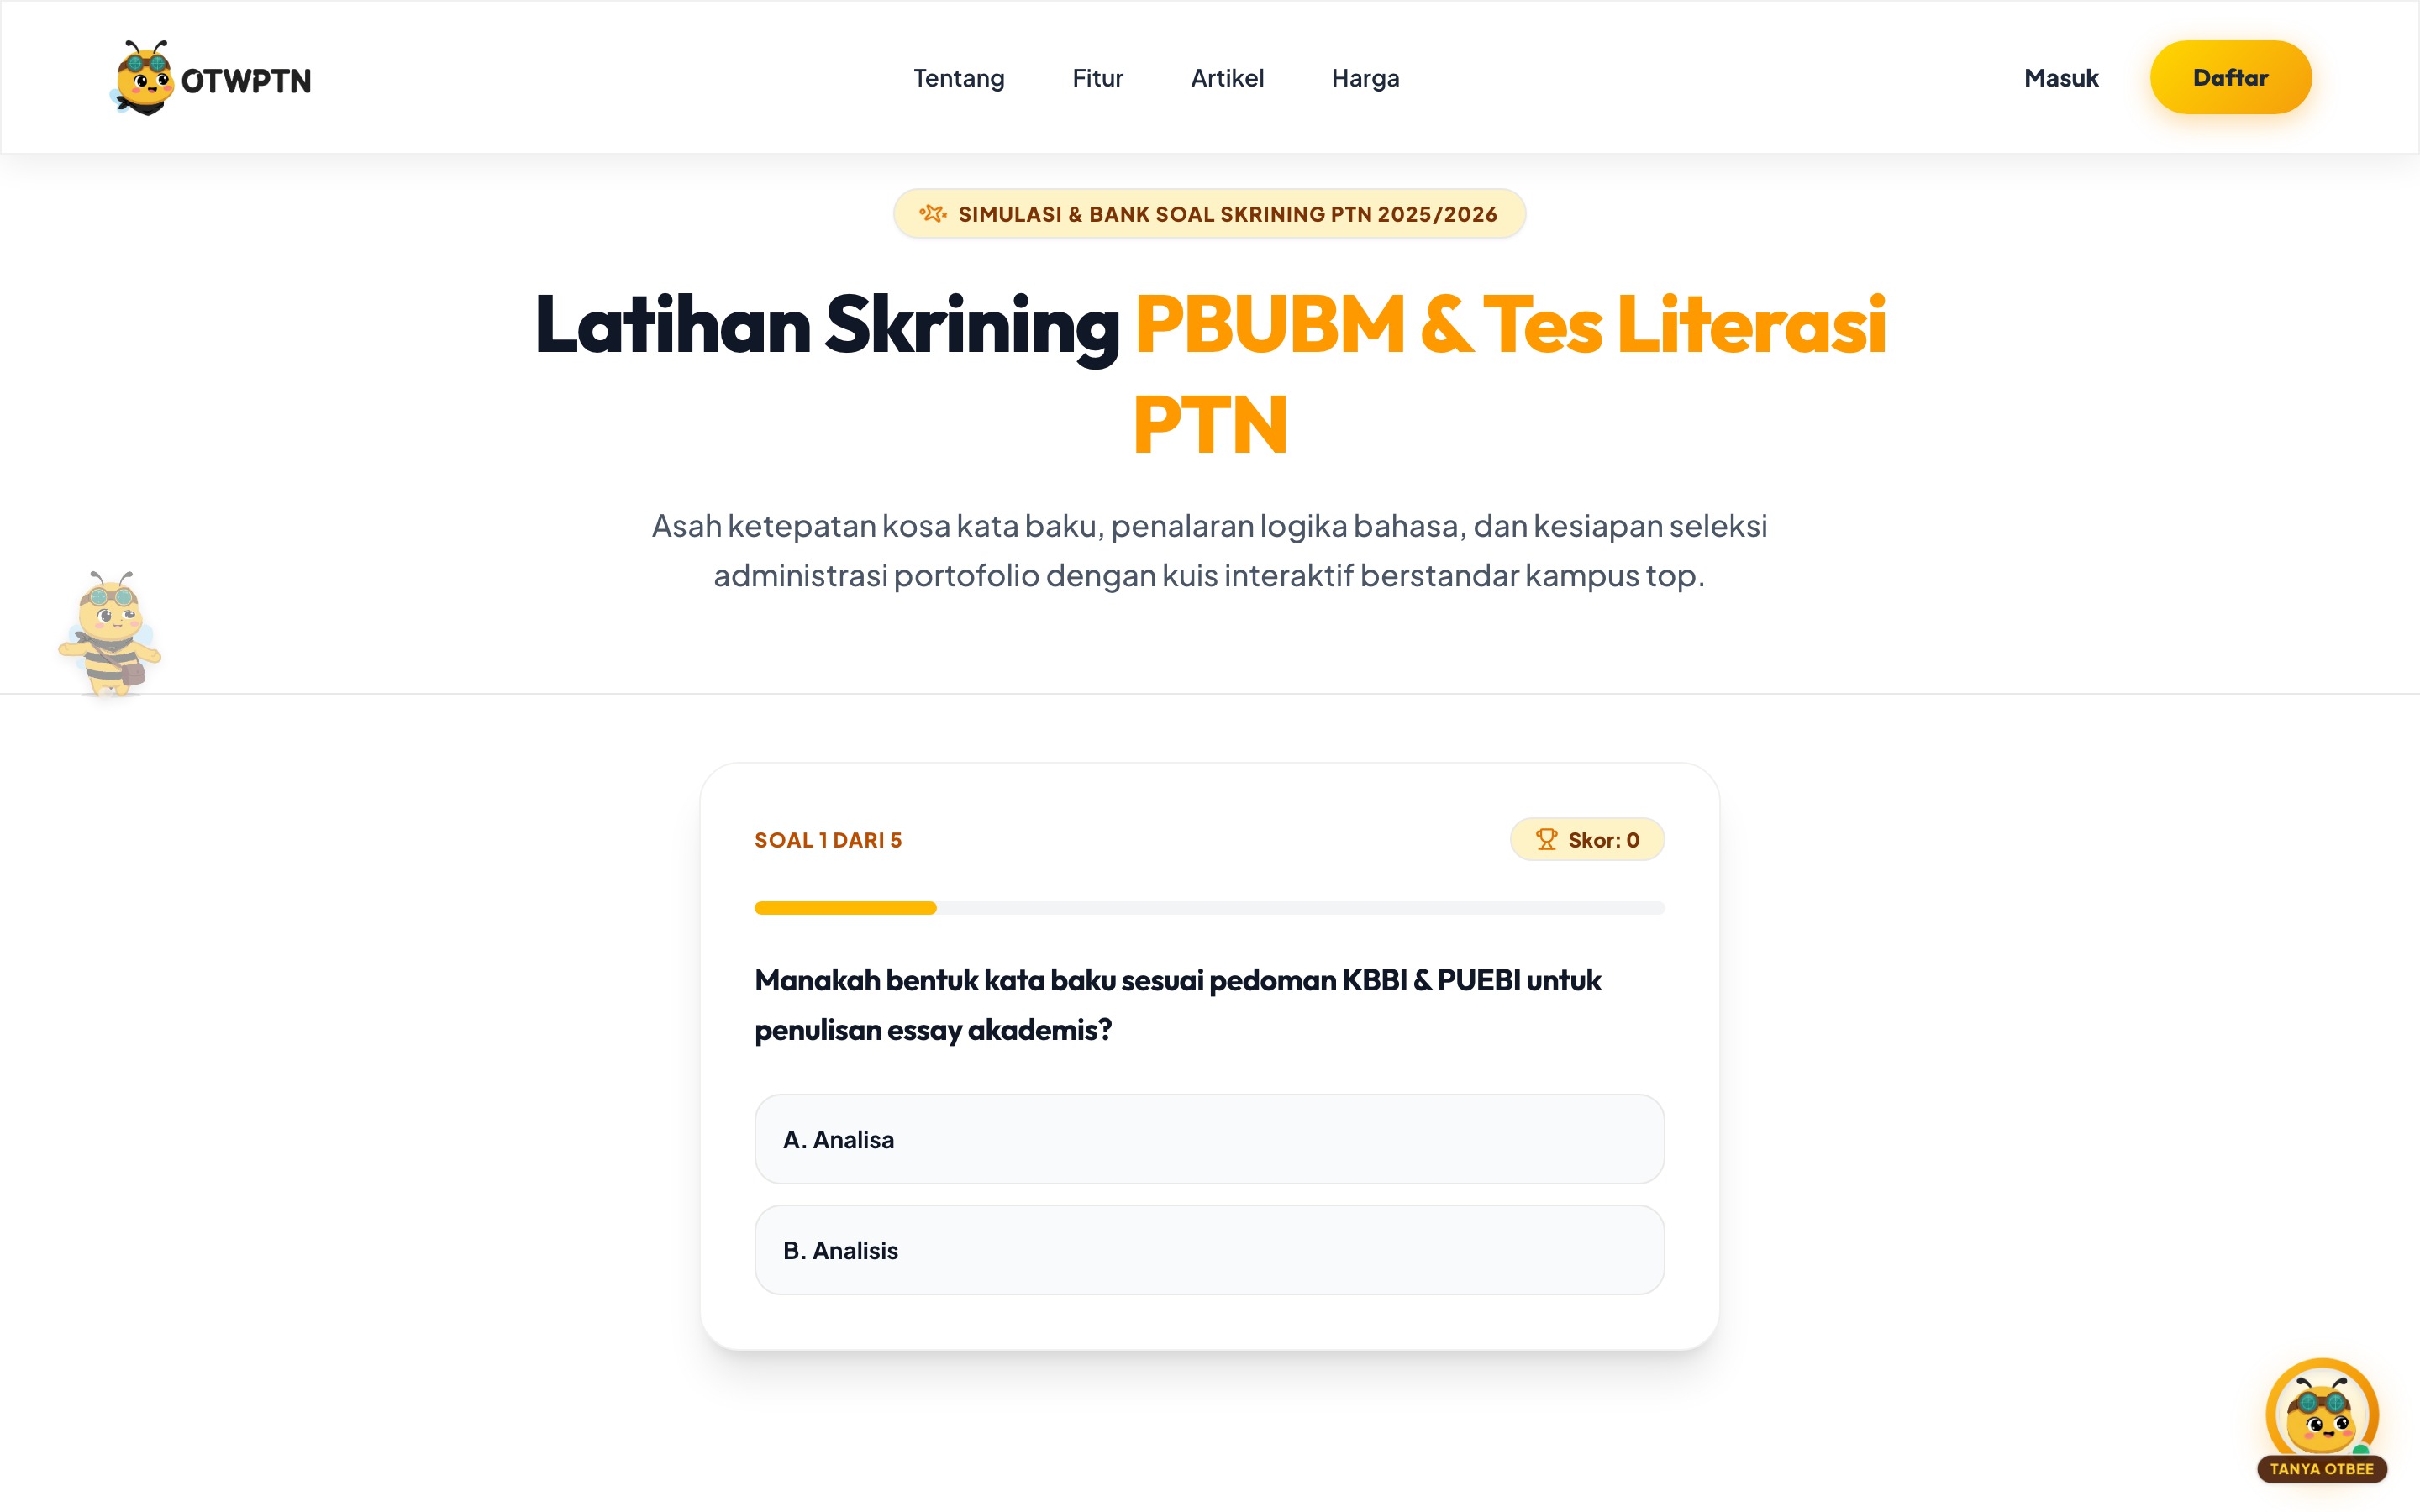 OTWPTN
Tentang
Fitur
Artikel
Harga
Masuk
Daftar
SIMULASI & BANK SOAL SKRINING PTN 2025/2026
Latihan Skrining PBUBM & Tes Literasi
PTN
Asah ketepatan kosa kata baku, penalaran logika bahasa, dan kesiapan seleksi
administrasi portofolio dengan kuis interaktif berstandar kampus top.
SOAL 1 DARI 5
Skor: 0
Manakah bentuk kata baku sesuai pedoman KBBI & PUEBI untuk
penulisan essay akademis?
A. Analisa
B. Analisis
TANYA OTBEE